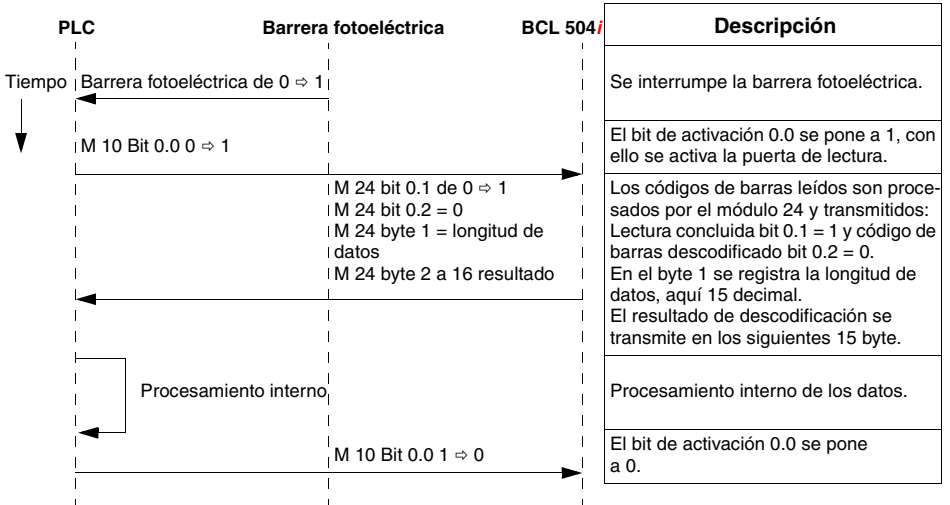 PLC Barrera fotoeléctrica BCL 504i Descripción
Tiempo Barrera fotoeléctrica de 0 ⇨ 1
Se interrumpe la barrera fotoeléctrica.
M 10 Bit 0.0 0 ⇨ 1
El bit de activación 0.0 se pone a 1, con
ello se activa la puerta de lectura.
M 24 bit 0.1 de 0 ⇨ 1
M 24 bit 0.2 = 0
M 24 byte 1 = longitud de
datos
M 24 byte 2 a 16 resultado
Los códigos de barras leídos son proce-
sados por el módulo 24 y transmitidos:
Lectura concluida bit 0.1 = 1 y código de
barras descodificado bit 0.2 = 0.
En el byte 1 se registra la longitud de
datos, aquí 15 decimal.
El resultado de descodificación se
transmite en los siguientes 15 byte.
Procesamiento interno
Procesamiento interno de los datos.
M 10 Bit 0.0 1 ⇨ 0
El bit de activación 0.0 se pone
a 0.